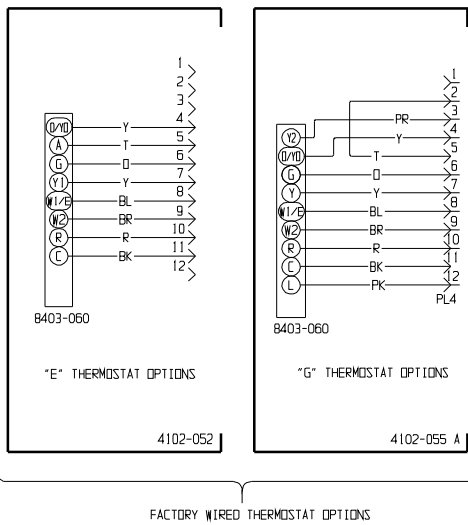 1
2
3
4
O/YO Y
5
A T
6
G O
7
Y1 Y
8
W1/E BL
9
W2 BR
10
R R
11
C BK
12
8403-060
"E" THERMOSTAT OPTIONS
4102-052
1
2
3
PR
4
Y2 Y
5
O/YO T
6
G O
7
Y Y
8
W1/E BL
9
W2 BR
10
R R
11
C BK
12
L PK
PL4
8403-060
"G" THERMOSTAT OPTIONS
4102-055 A
FACTORY WIRED THERMOSTAT OPTIONS